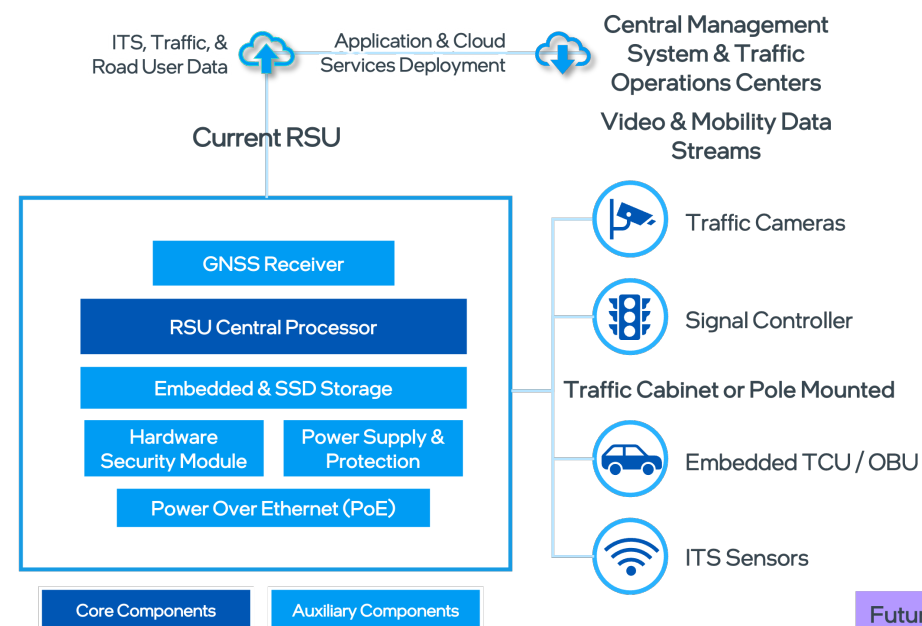 ITS, Traffic, &
Road User Data
Application & Cloud
Services Deployment
Central Management
System & Traffic
Operations Centers
Current RSU
Video & Mobility Data
Streams
GNSS Receiver
RSU Central Processor
Embedded & SSD Storage
Hardware
Security Module
Power Supply &
Protection
Power Over Ethernet (PoE)
Traffic Cameras
Signal Controller
Traffic Cabinet or Pole Mounted
Embedded TCU / OBU
ITS Sensors
Core Components
Auxiliary Components